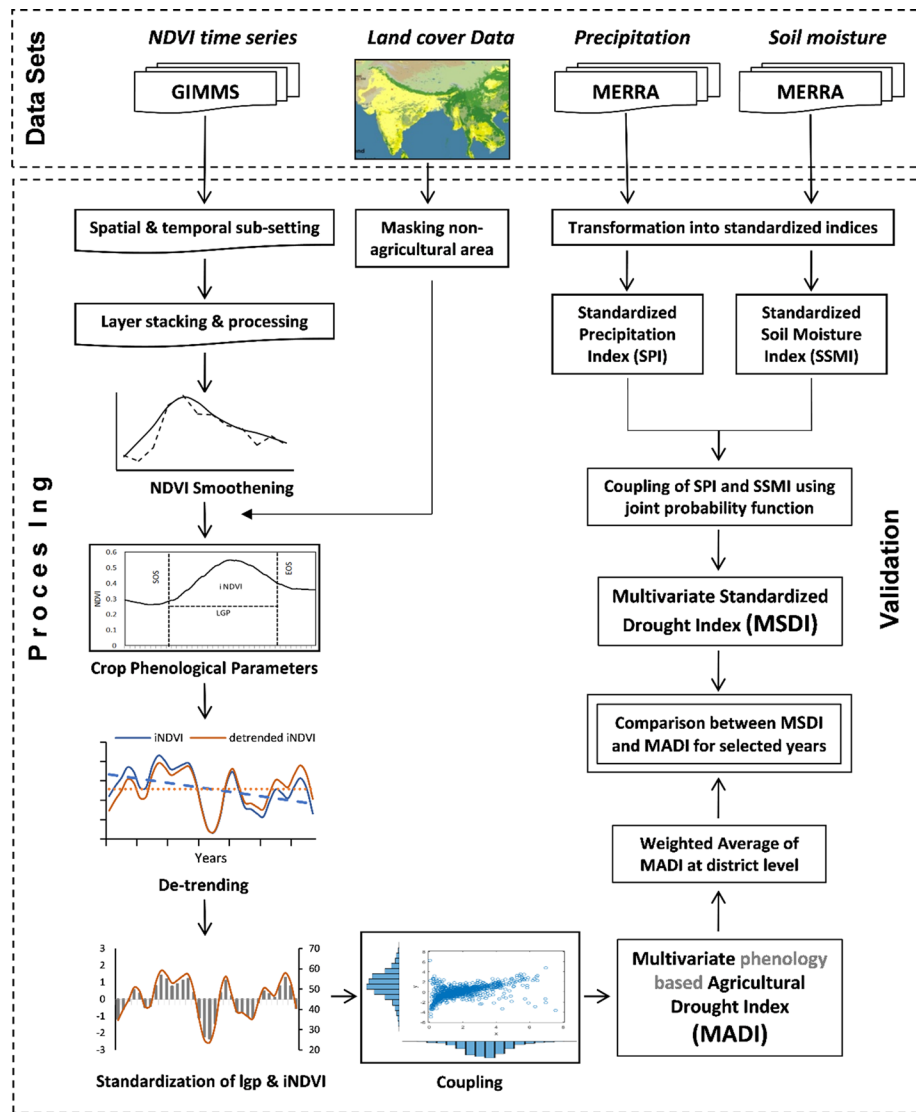 Data Sets
NDVI time series
Land cover Data
Precipitation
Soil moisture
GIMMS
MERRA
MERRA
Processing
Spatial & temporal sub-setting
Masking non-
agricultural area
Transformation into standardized indices
Layer stacking & processing
Standardized
Precipitation
Index (SPI)
Standardized
Soil Moisture
Index (SSMI)
NDVI Smoothening
Coupling of SPI and SSMI using
joint probability function
Validation
0.6
0.5
0.4
0.3
0.2
0.1
0
NDVI
SOS
EOS
iNDVI
LGP
Crop Phenological Parameters
Multivariate Standardized
Drought Index (MSDI)
Comparison between MSDI
and MADI for selected years
iNDVI
detrended iNDVI
Years
De-trending
Weighted Average of
MADI at district level
3
2
1
0
-1
-2
-3
70
60
50
40
30
20
Standardization of lgp & iNDVI
y
x
Coupling
Multivariate phenology
based Agricultural
Drought Index
(MADI)